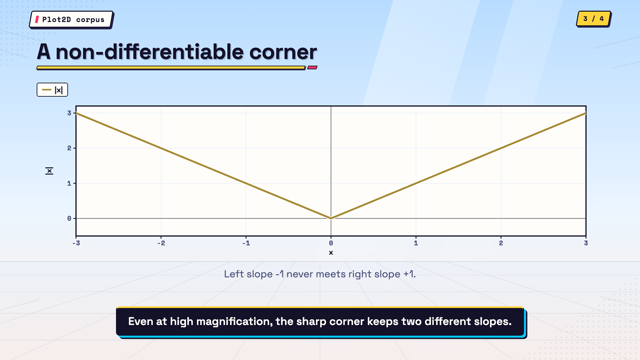 Plot2D corpus
3 / 4
A non-differentiable corner
|x|
3
2
1
0
|x|
-3
-2
-1
0
1
2
3
x
Left slope -1 never meets right slope +1.
Even at high magnification, the sharp corner keeps two different slopes.